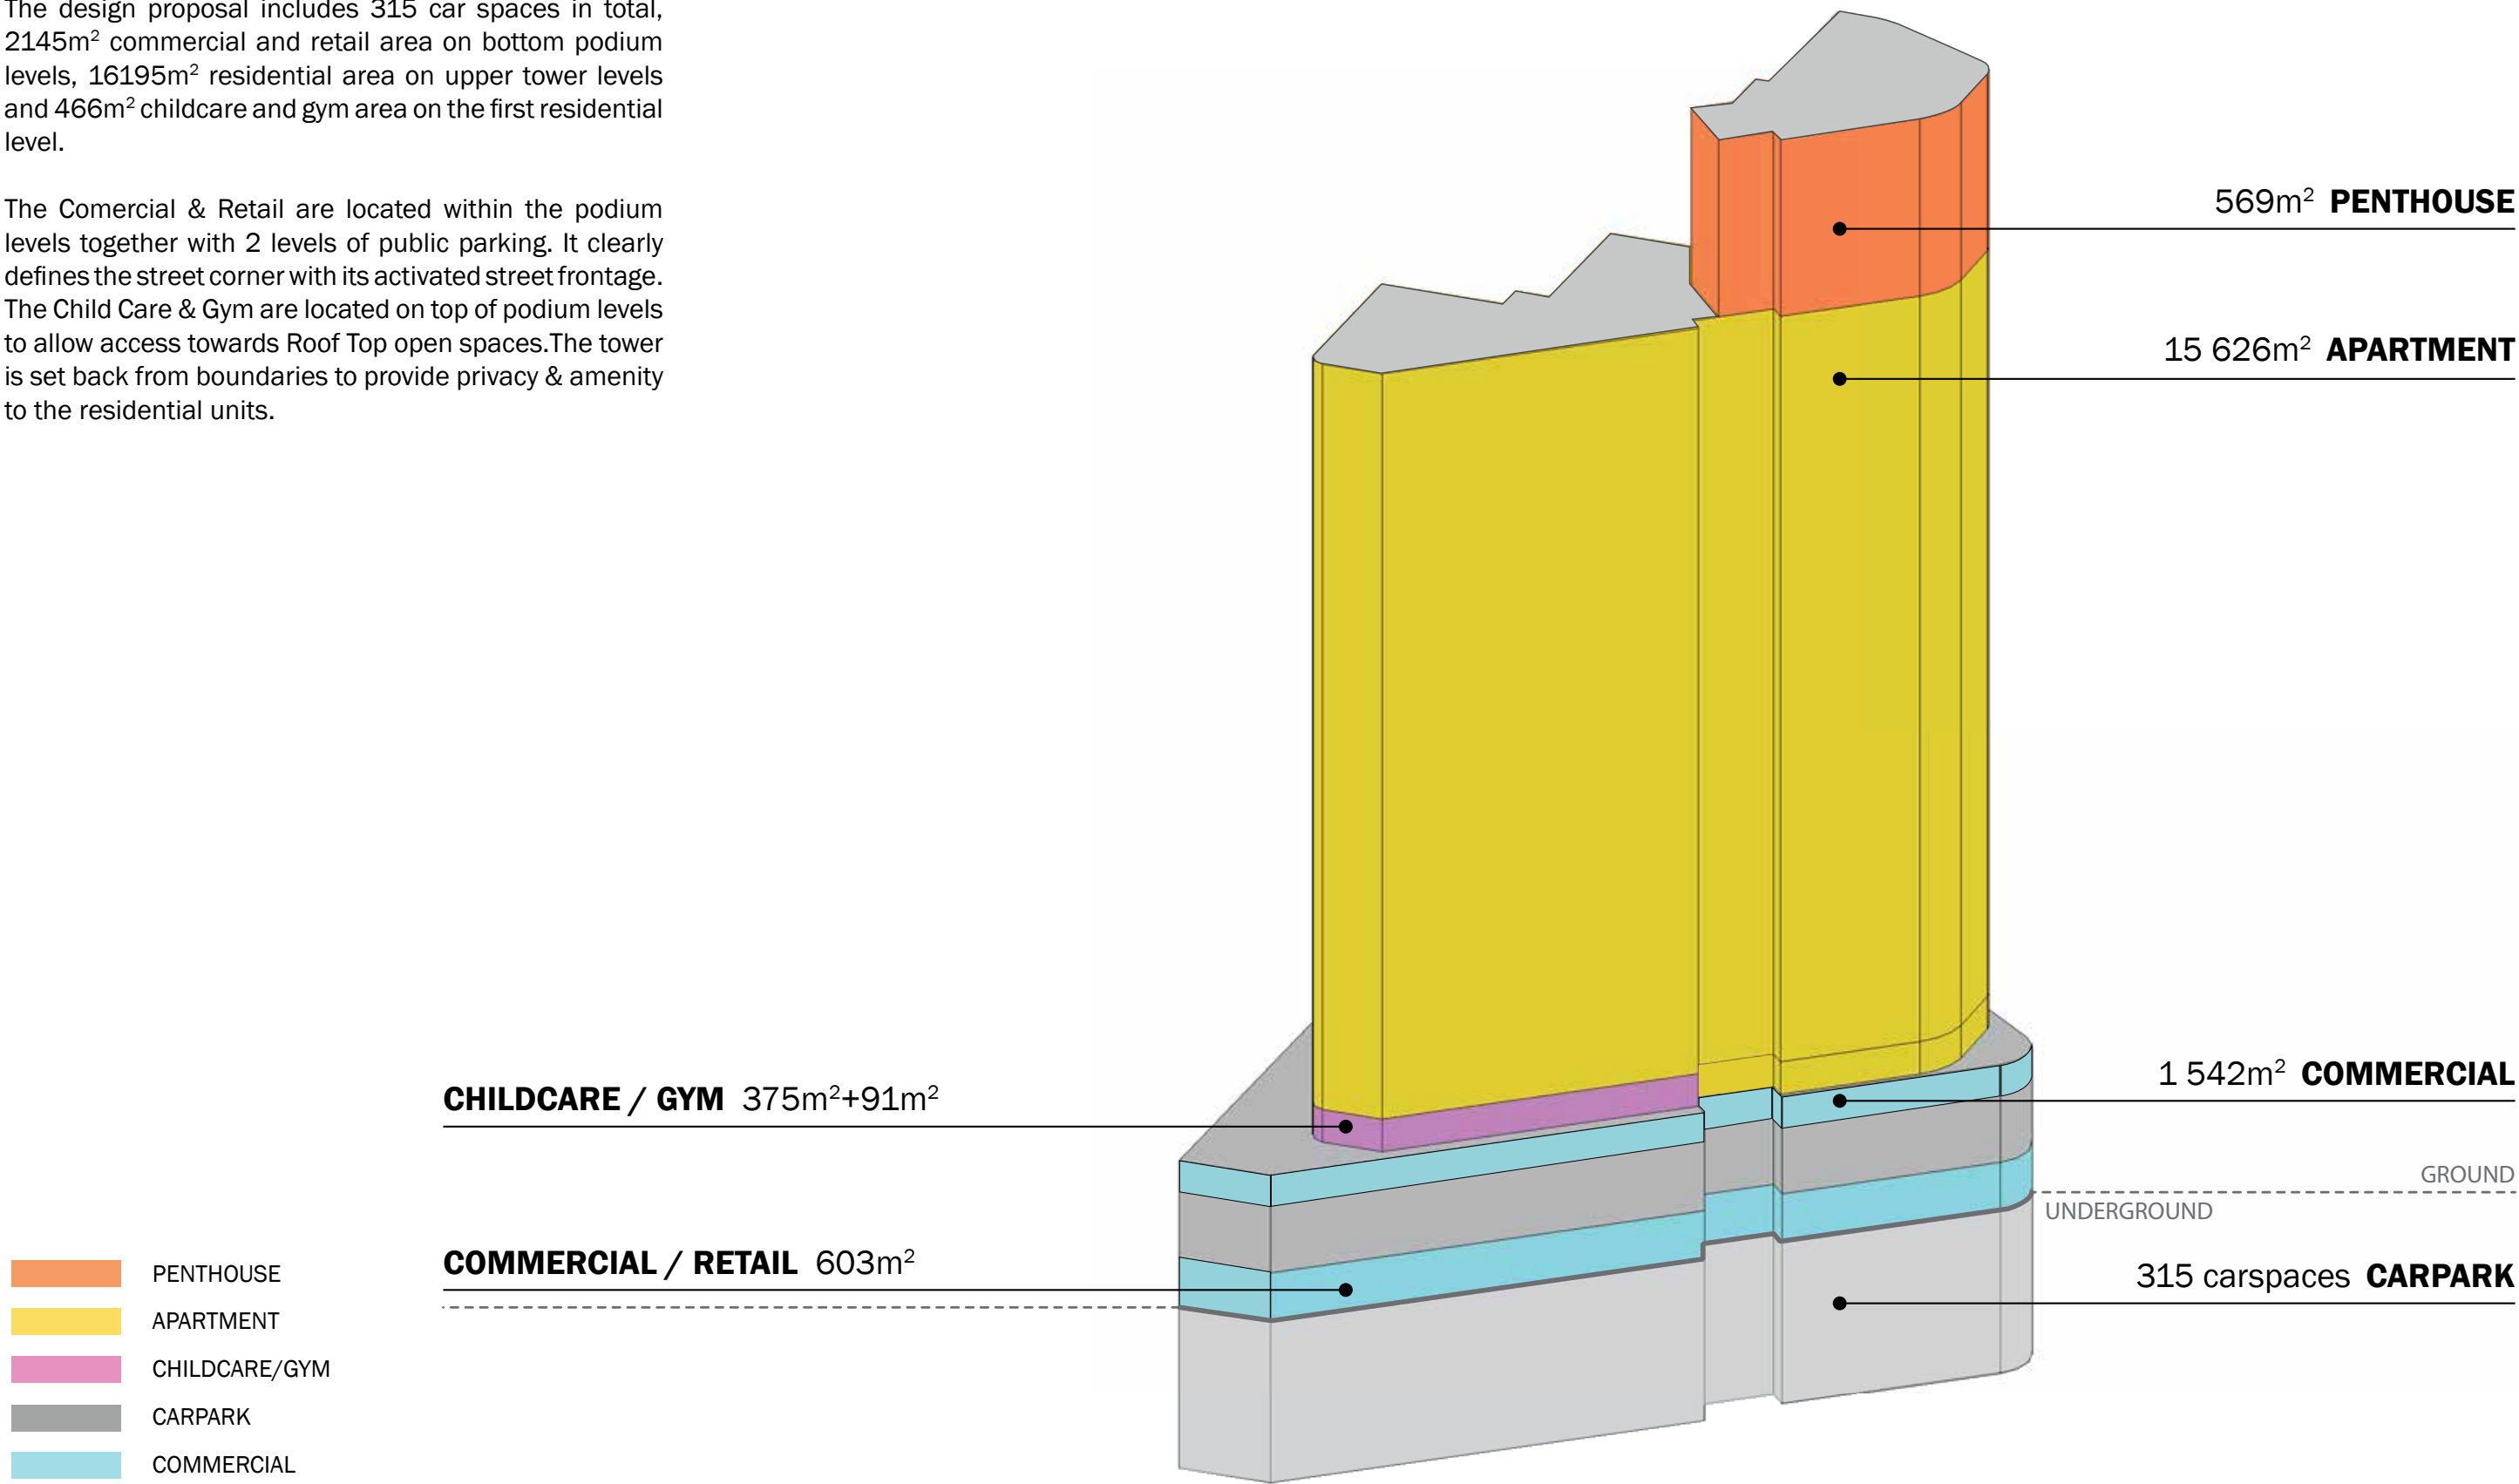 The design proposal includes 315 car spaces in total,
2145m² commercial and retail area on bottom podium
levels, 16195m² residential area on upper tower levels
and 466m² childcare and gym area on the first residential
level.
The Comercial & Retail are located within the podium
levels together with 2 levels of public parking. It clearly
defines the street corner with its activated street frontage.
The Child Care & Gym are located on top of podium levels
to allow access towards Roof Top open spaces.The tower
is set back from boundaries to provide privacy & amenity
to the residential units.
569m² PENTHOUSE
15 626m² APARTMENT
CHILDCARE / GYM 375m²+91m²
1 542m² COMMERCIAL
GROUND
UNDERGROUND
COMMERCIAL / RETAIL 603m²
315 carspaces CARPARK
PENTHOUSE
APARTMENT
CHILDCARE/GYM
CARPARK
COMMERCIAL